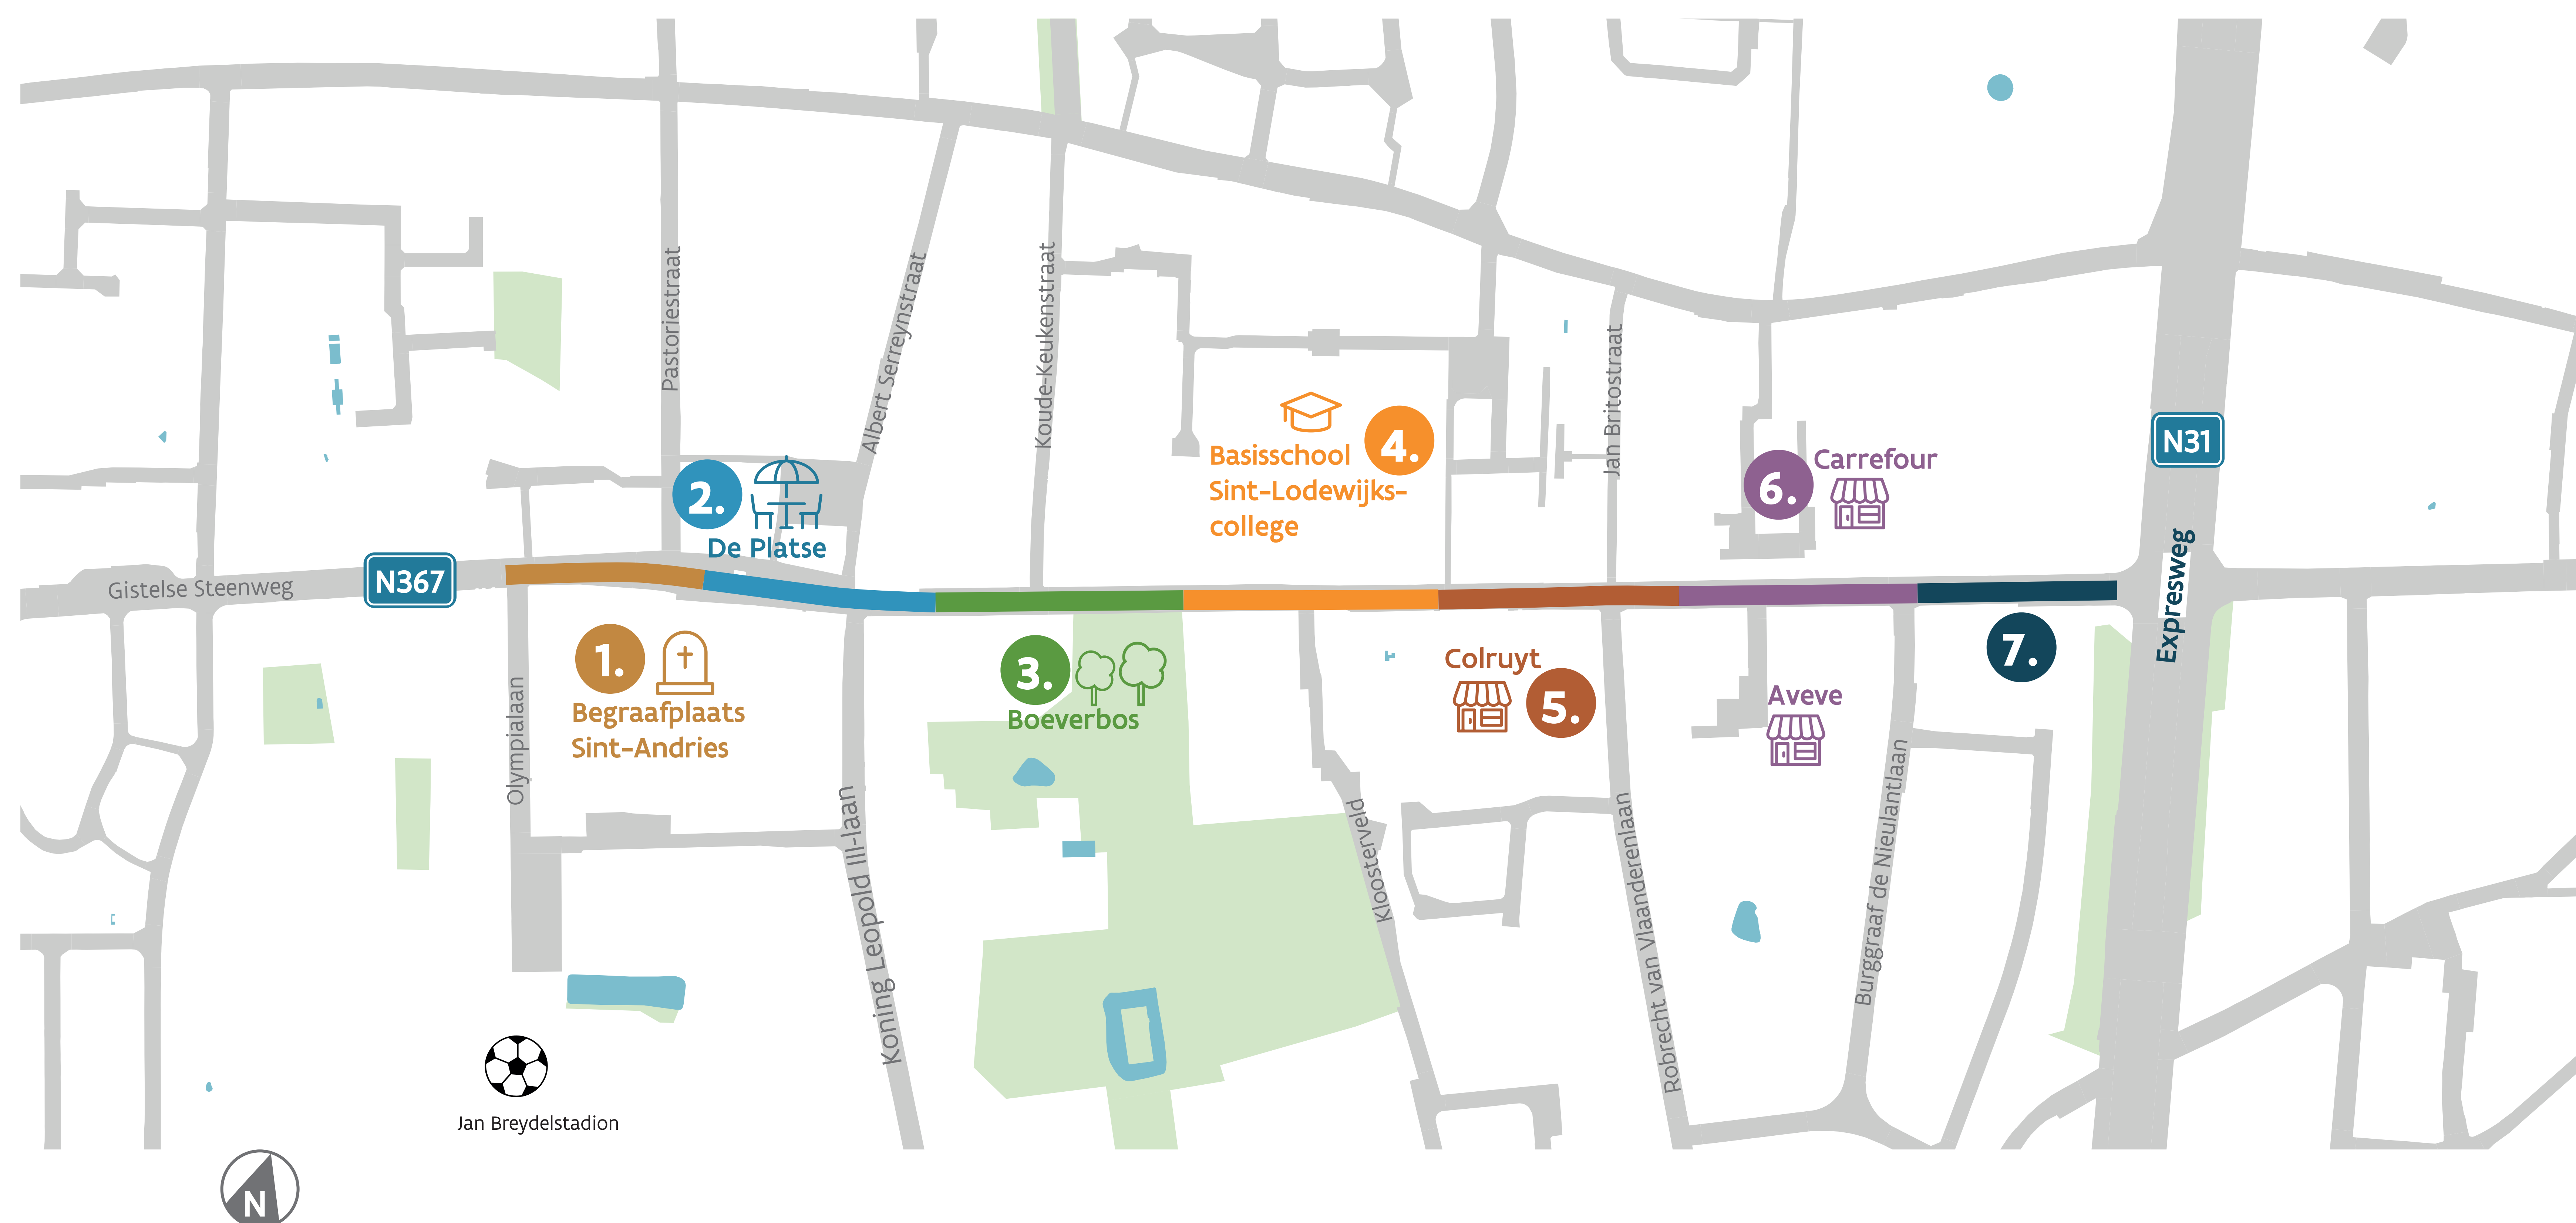 Pastoriestraat
Albert Serreynstraat
Koude-Keukenstraat
Jan Britostraat
Basisschool
Sint-Lodewijks-
college
4.
6.
Carrefour
N31
2.
De Platse
Gistelse Steenweg
N367
Expresweg
1.
Begraafplaats
Sint-Andries
3.
Boeverbos
Colruyt
5.
Aveve
7.
Olympialaan
Koning Leopold III-laan
Kloosterveld
Robrecht van Vlaanderenlaan
Burggraaf de Nieulantlaan
Jan Breydelstadion
N